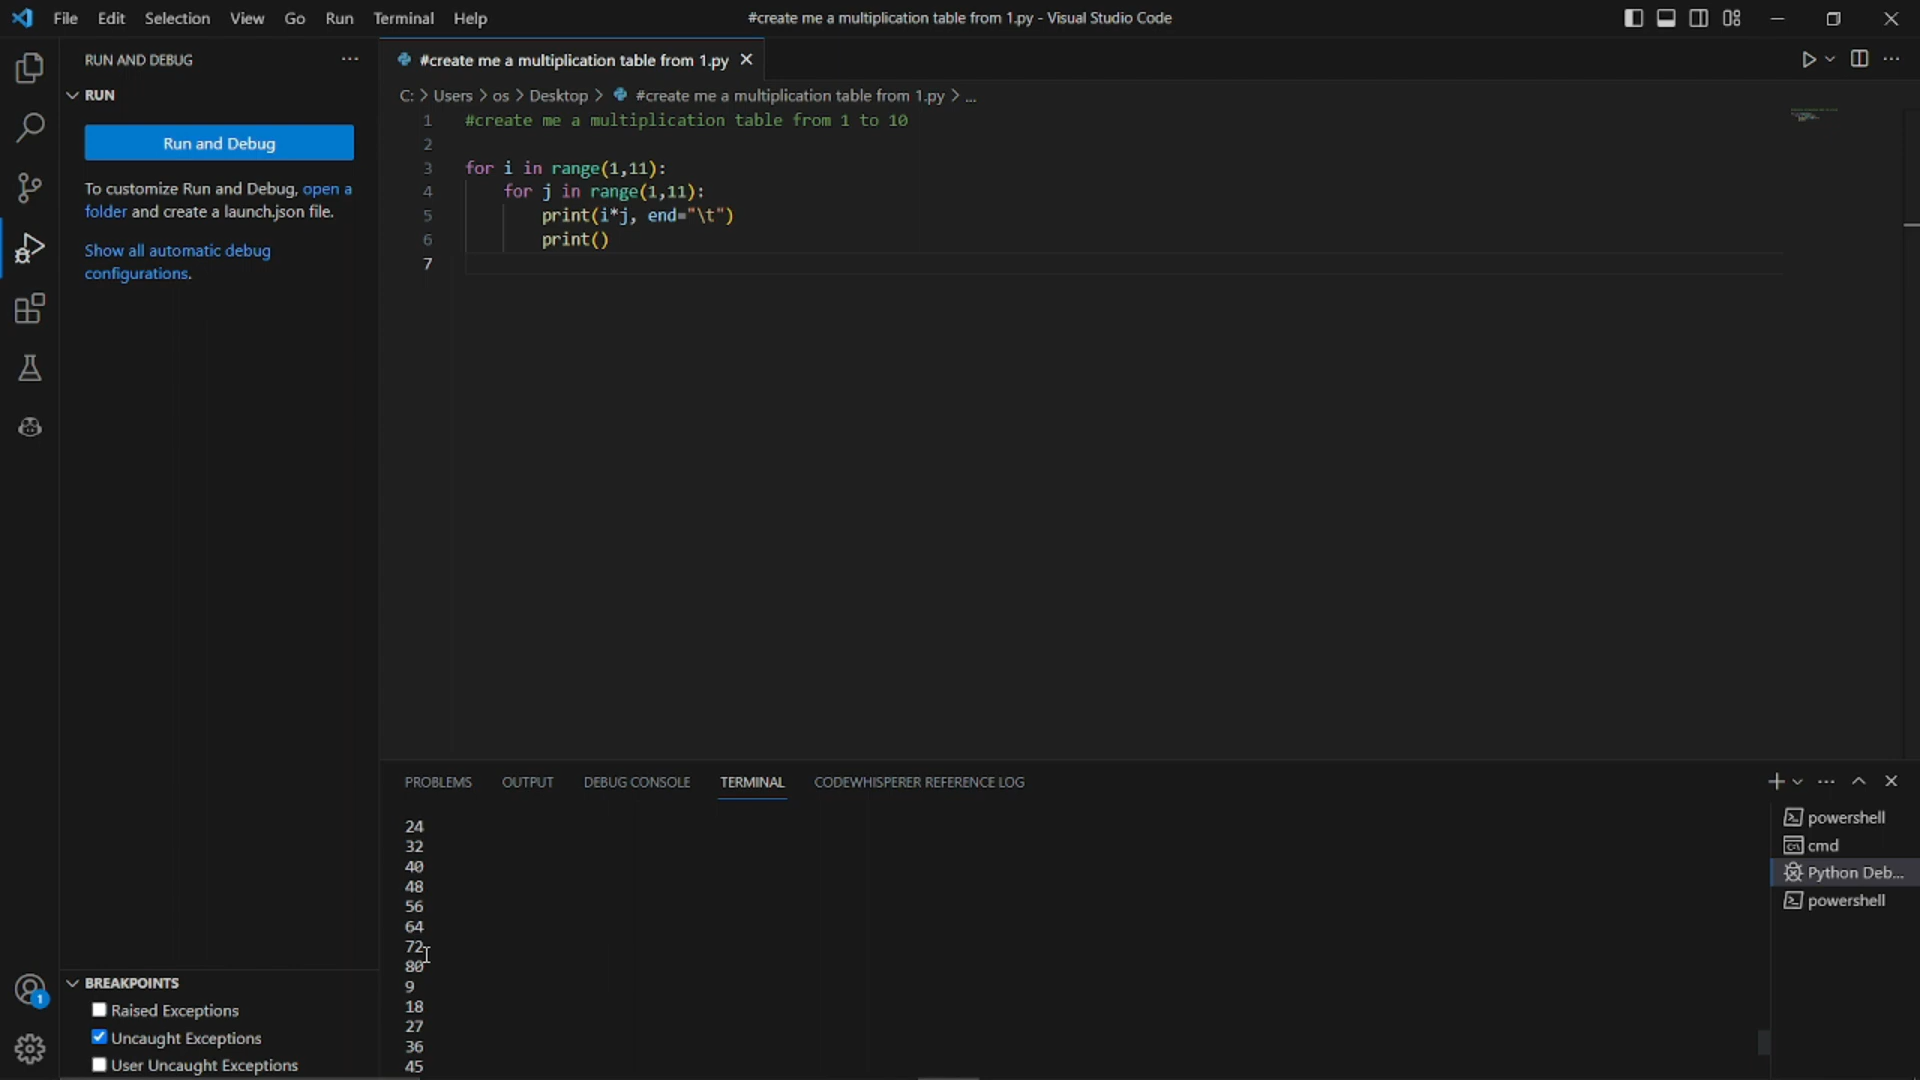 File Edit Selection View Go Run Terminal Help
#create me a multiplication table from 1.py - Visual Studio Code
RUN AND DEBUG
RUN
Run and Debug
To customize Run and Debug, open a
folder and create a launch.json file.
Show all automatic debug
configurations.
#create me a multiplication table from 1.py
C: > Users > os > Desktop > #create me a multiplication table from 1.py > ...
1 #create me a multiplication table from 1 to 10
2
3 for i in range(1,11):
4 for j in range(1,11):
5 print(i*j, end="\t")
6 print()
7
PROBLEMS OUTPUT DEBUG CONSOLE TERMINAL CODEWHISPERER REFERENCE LOG
24
32
40
48
56
64
72
80
9
18
27
36
45
powershell
cmd
Python Deb...
powershell
1
BREAKPOINTS
Raised Exceptions
Uncaught Exceptions
User Uncaught Exceptions